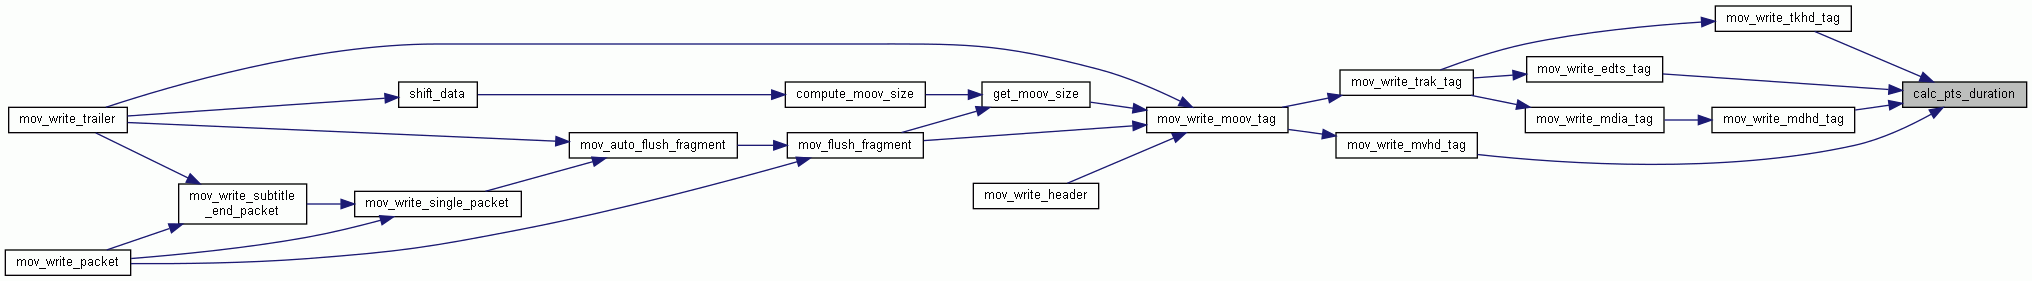 mov_write_tkhd_tag
mov_write_edts_tag
mov_write_trak_tag
shift_data
compute_moov_size
get_moov_size
calc_pts_duration
mov_write_trailer
mov_write_moov_tag
mov_write_mdia_tag
mov_write_mdhd_tag
mov_auto_flush_fragment
mov_flush_fragment
mov_write_mvhd_tag
mov_write_subtitle
_end_packet
mov_write_single_packet
mov_write_header
mov_write_packet